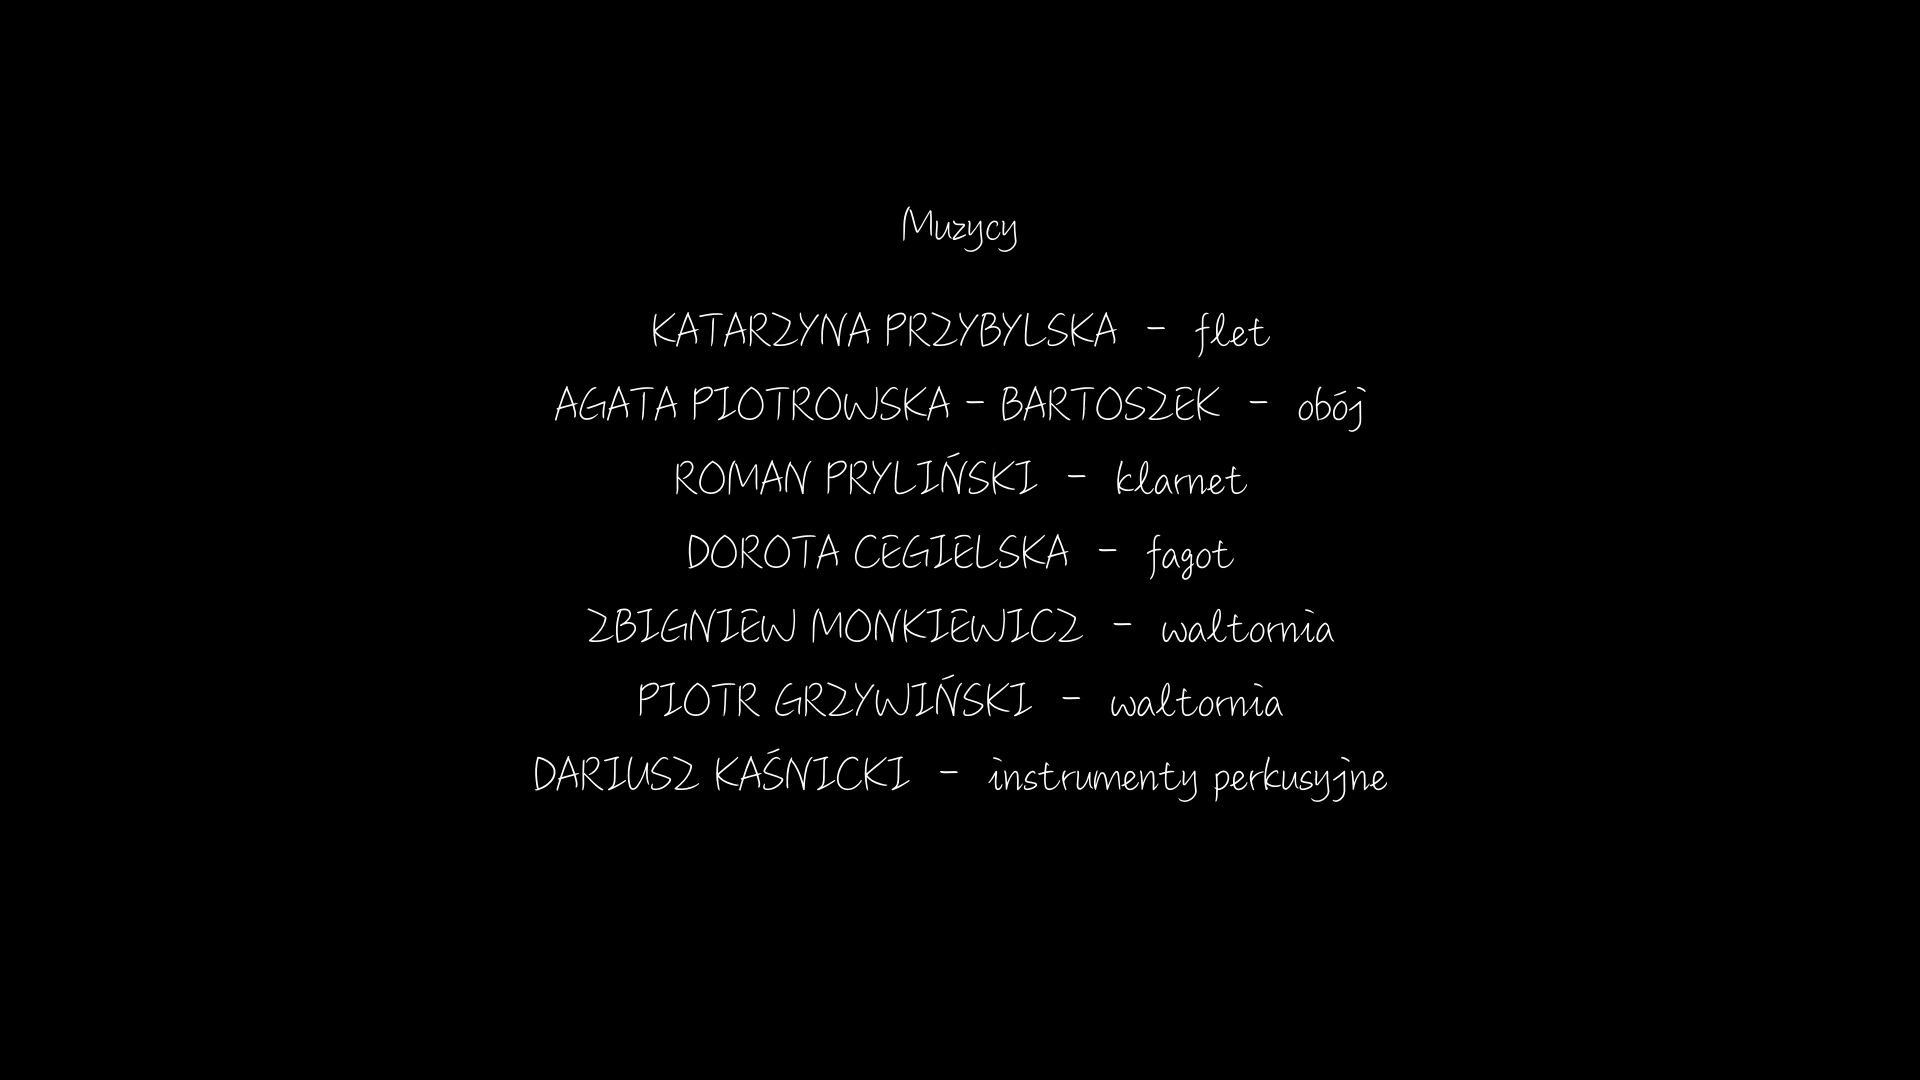 Muzycy
KATARZYNA PRZYBYLSKA - flet
AGATA PIOTROWSKA - BARTOSZEK - obój
ROMAN PRYLIŃSKI - klarnet
DOROTA CEGIELSKA - fagot
ZBIGNIEW MONKIEWICZ - waltornia
PIOTR GRZYWIŃSKI - waltornia
DARIUSZ KAŚNICKI - instrumenty perkusyjne